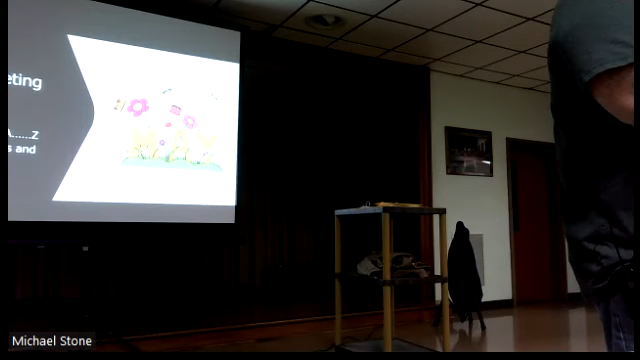 eting
A......Z
s and
Michael Stone